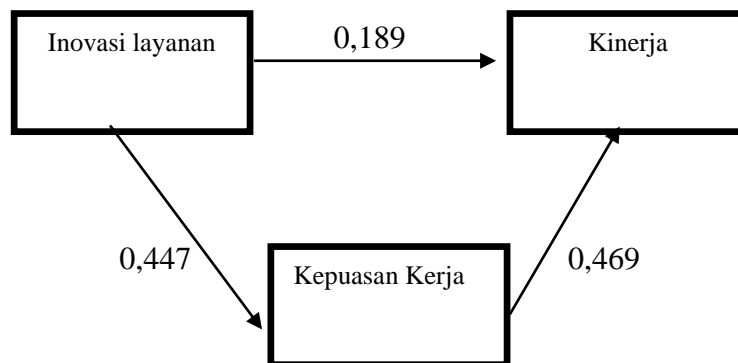 Inovasi layanan
0,189
Kinerja
0,447
Kepuasan Kerja
0,469